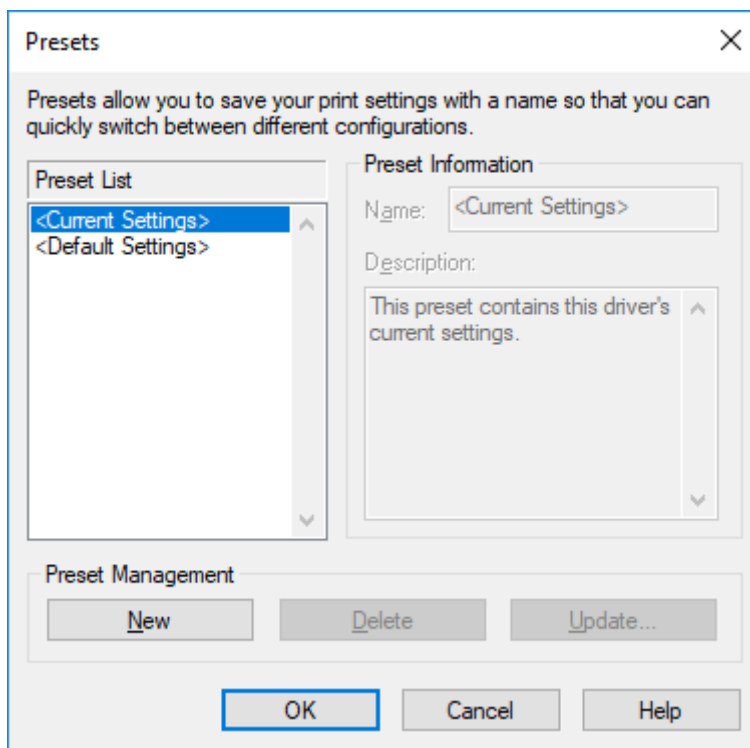 Presets
Presets allow you to save your print settings with a name so that you can
quickly switch between different configurations.
Preset List
<Current Settings>
<Default Settings>
Preset Information
Name: <Current Settings>
Description:
This preset contains this driver's
current settings.
Preset Management
New Delete Update...
OK Cancel Help